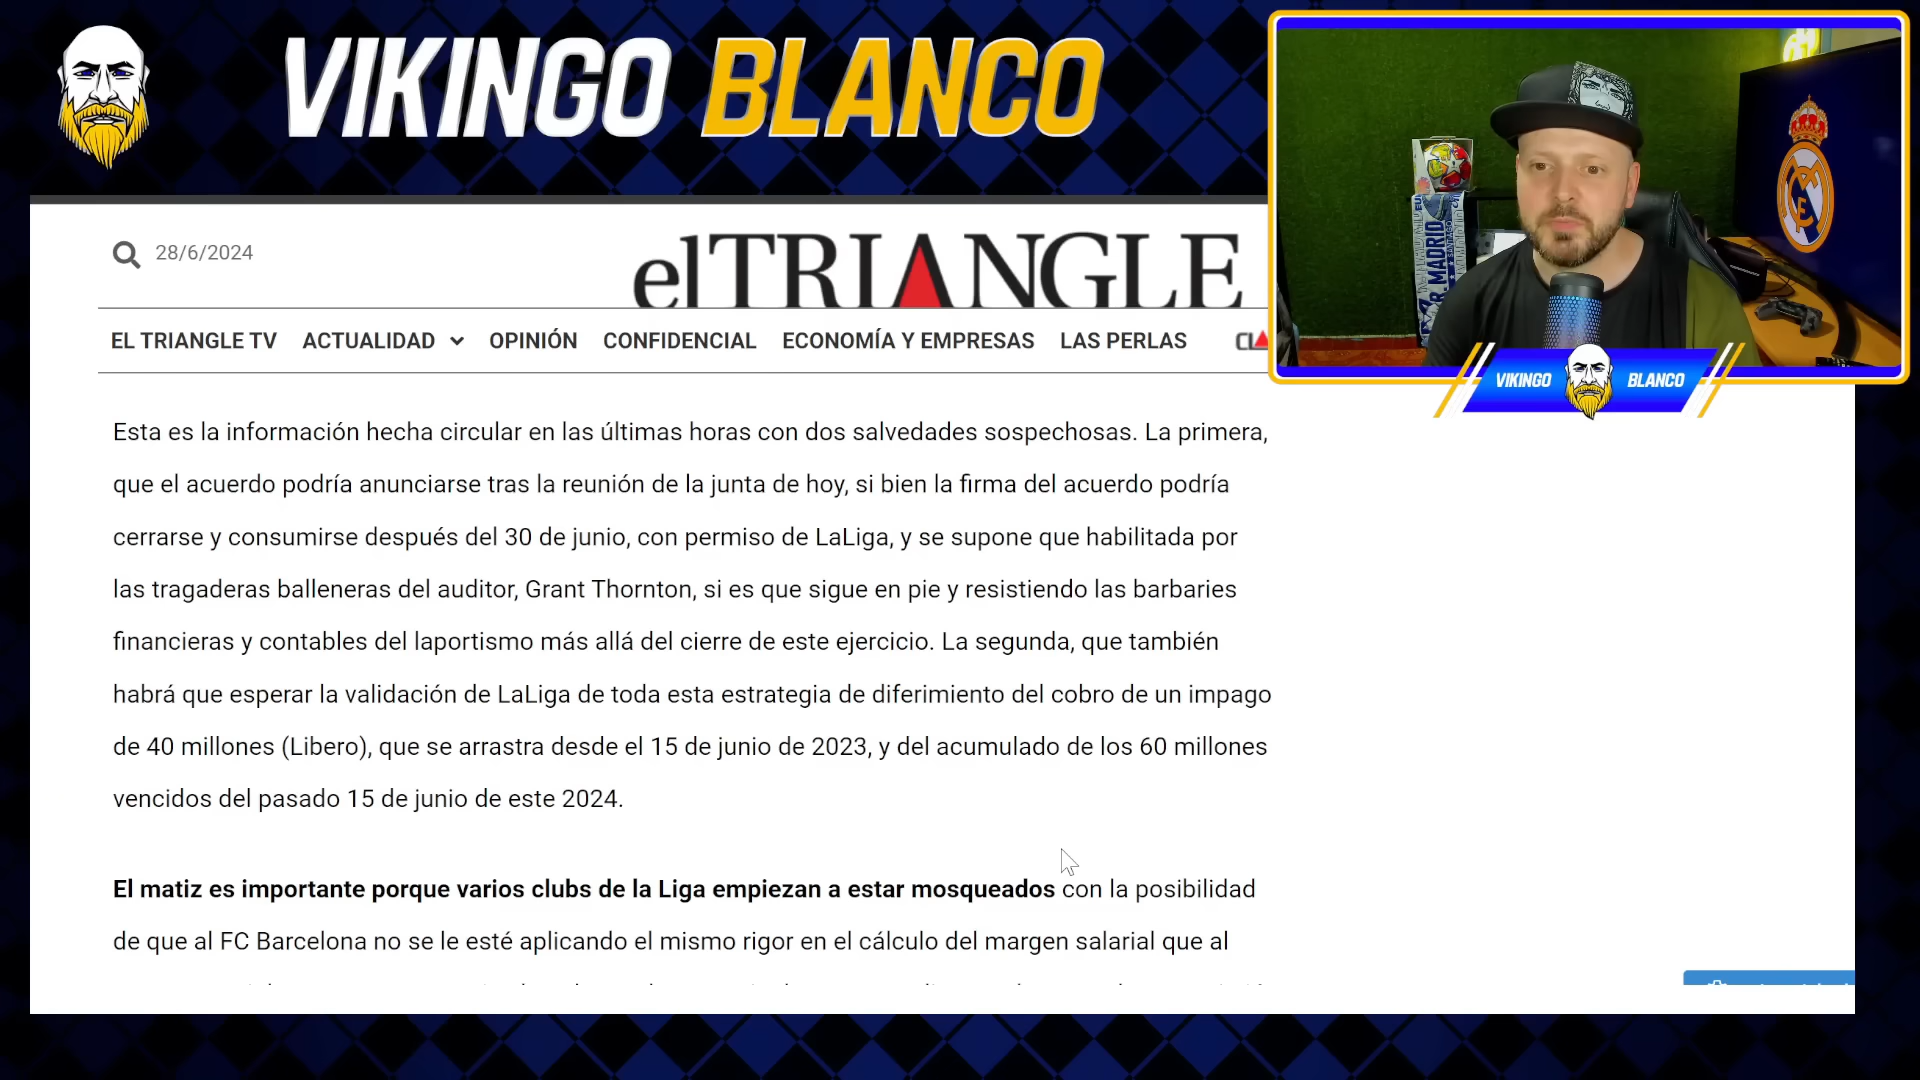 VIKINGO BLANCO
28/6/2024
elTRIANGLE
EL TRIANGLE TV ACTUALIDAD OPINIÓN CONFIDENCIAL ECONOMÍA Y EMPRESAS LAS PERLAS
R.MADRID
VIKINGO BLANCO
Esta es la información hecha circular en las últimas horas con dos salvedades sospechosas. La primera,
que el acuerdo podría anunciarse tras la reunión de la junta de hoy, si bien la firma del acuerdo podría
cerrarse y consumirse después del 30 de junio, con permiso de LaLiga, y se supone que habilitada por
las tragaderas balleneras del auditor, Grant Thornton, si es que sigue en pie y resistiendo las barbaries
financieras y contables del laportismo más allá del cierre de este ejercicio. La segunda, que también
habrá que esperar la validación de LaLiga de toda esta estrategia de diferimiento del cobro de un impago
de 40 millones (Libero), que se arrastra desde el 15 de junio de 2023, y del acumulado de los 60 millones
vencidos del pasado 15 de junio de este 2024.
El matiz es importante porque varios clubs de la Liga empiezan a estar mosqueados con la posibilidad
de que al FC Barcelona no se le esté aplicando el mismo rigor en el cálculo del margen salarial que al